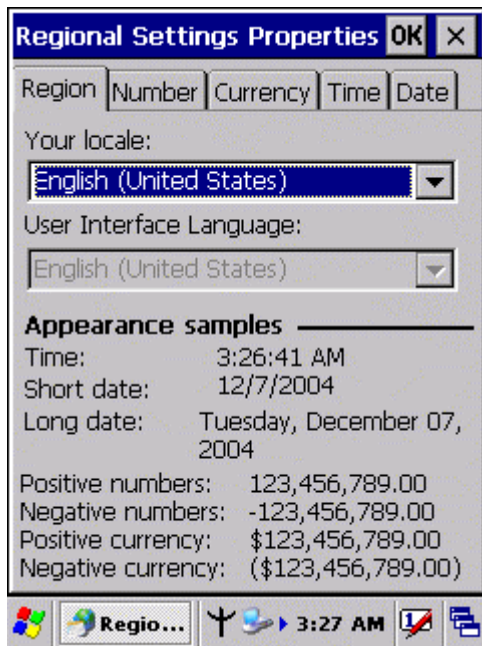 Regional Settings Properties OK ×
Region Number Currency Time Date
Your locale:
English (United States)
User Interface Language:
English (United States)
Appearance samples
Time: 3:26:41 AM
Short date: 12/7/2004
Long date: Tuesday, December 07,
2004
Positive numbers: 123,456,789.00
Negative numbers: -123,456,789.00
Positive currency: $123,456,789.00
Negative currency: ($123,456,789.00)
Regio... 3:27 AM